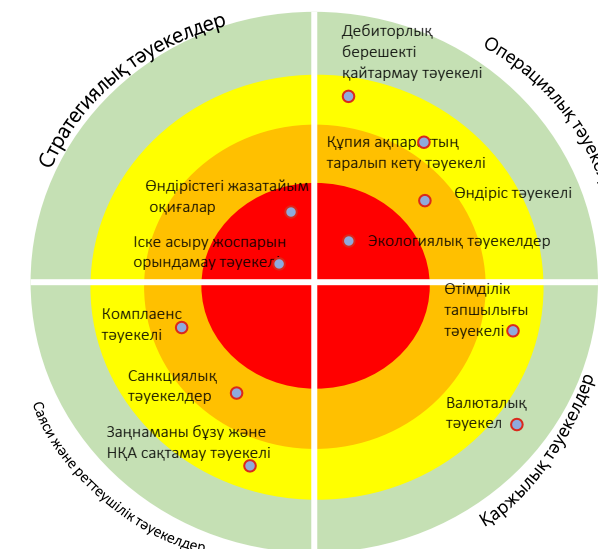 Стратегиялық тәуекелдер
Дебиторлық
берешекті
қайтармау тәуекелі
Операциялық
Құпия ақпараттың
таралып кету тәуекелі
Өндірістегі жазатайым
оқиғалар
Өндіріс тәуекелі
Іске асыру жоспарын
орындамау тәуекелі
Экологиялық тәуекелдер
Өтімділік
тапшылығы
тәуекелі
Комплаенс
тәуекелі
Санкциялық
тәуекелдер
Валюталық
тәуекел
Заңнаманы бұзу және
НҚА сақтамау тәуекелі
Саяси және реттеушілік тәуекелдер
Қаржылық тәуекелдер